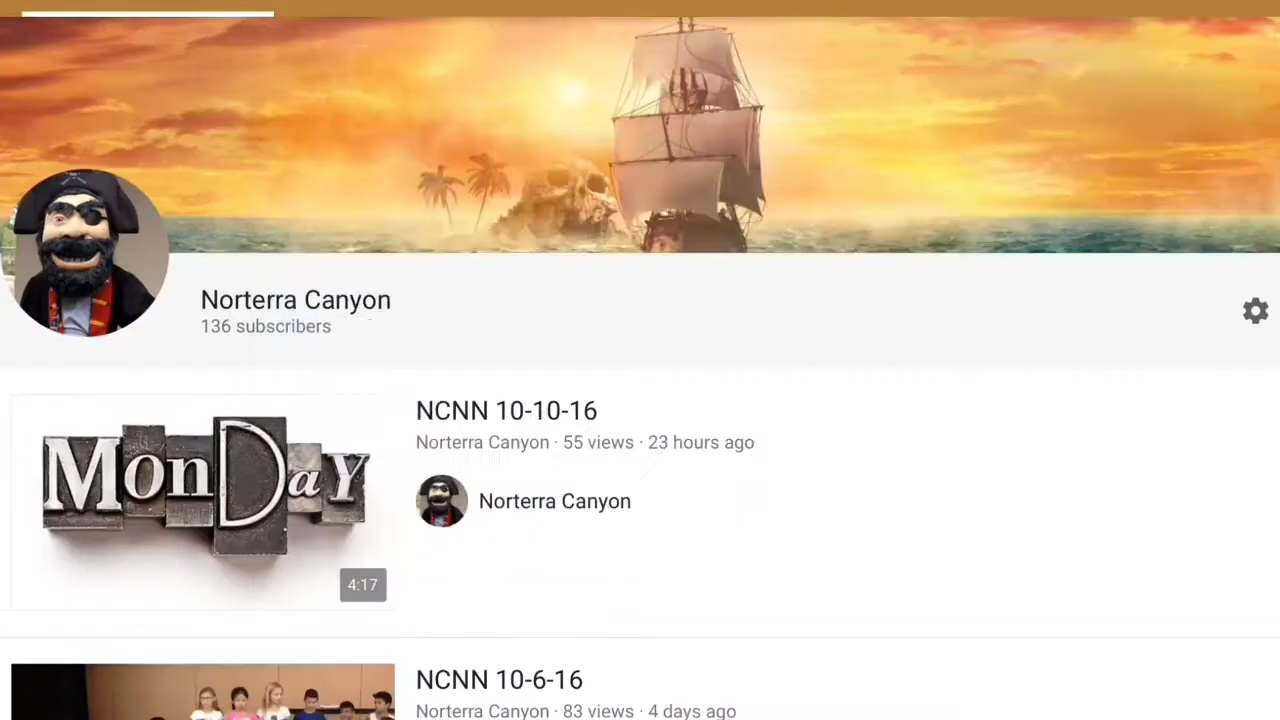 Norterra Canyon
136 subscribers
MonDaY
4:17
NCNN 10-10-16
Norterra Canyon · 55 views · 23 hours ago
Norterra Canyon
NCNN 10-6-16
Norterra Canyon · 83 views · 4 days ago